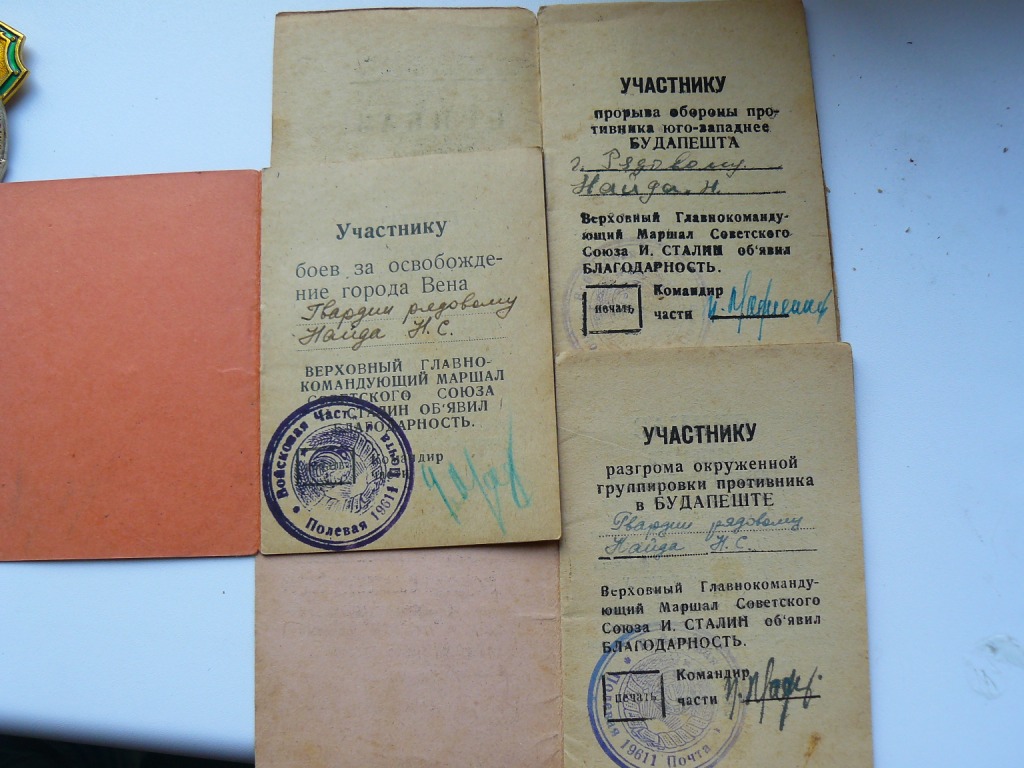 УЧАСТНИКУ
прорыва обороны про-
тивника юго-западнее
БУДАПЕШТА
г. Рядовому
Найда. Н.
Верховный Главнокоманду-
ющий Маршал Советского
Союза И. СТАЛИН об'явил
БЛАГОДАРНОСТЬ.
печать
Командир
части
Участнику
боев за освобожде-
ние города Вена
Гвардии рядовому
Найда Н. С.
ВЕРХОВНЫЙ ГЛАВНО-
КОМАНДУЮЩИЙ МАРШАЛ
СОВЕТСКОГО СОЮЗА
СТАЛИН ОБ'ЯВИЛ
БЛАГОДАРНОСТЬ.
Командир
Войсковая Част.
Полевая Почта 19611
УЧАСТНИКУ
разгрома окруженной
группировки противника
в БУДАПЕШТЕ
Гвардии рядовому
Найда Н. С.
Верховный Главнокоманду-
ющий Маршал Советского
Союза И. СТАЛИН об'явил
БЛАГОДАРНОСТЬ.
печать
Командир
части
Полевая Почта 19611